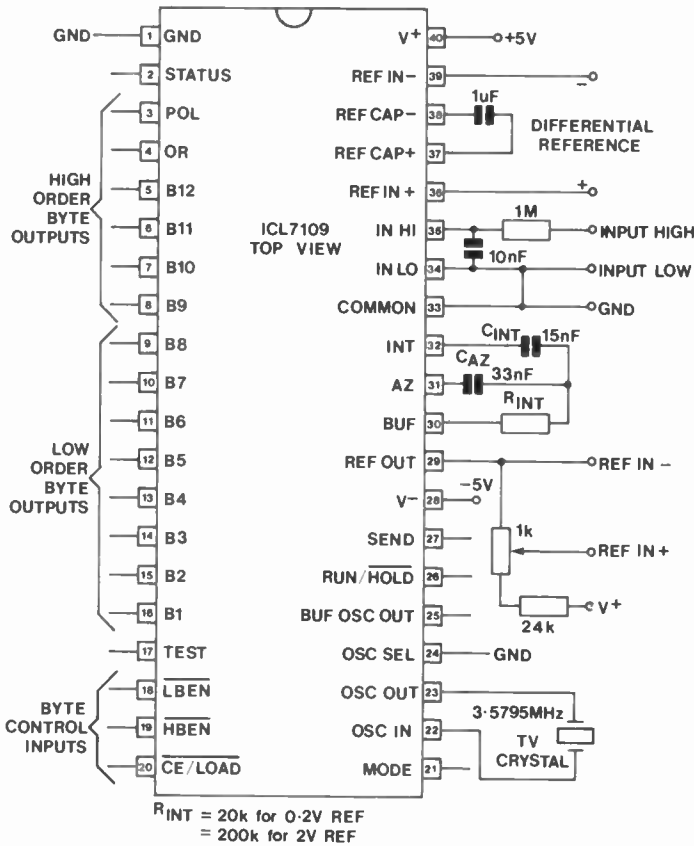 GND
1 GND
2 STATUS
3 POL
4 OR
5 B12
6 B11
7 B10
8 B9
HIGH
ORDER
BYTE
OUTPUTS
9 B8
10 B7
11 B6
12 B5
13 B4
14 B3
15 B2
16 B1
LOW
ORDER
BYTE
OUTPUTS
17 TEST
18 LBEN
19 HBEN
20 CE/LOAD
BYTE
CONTROL
INPUTS
ICL7109
TOP VIEW
V+ 40 +5V
REF IN- 39 -
REF CAP- 38 1uF
REF CAP+ 37
DIFFERENTIAL
REFERENCE
REF IN + 36 +
IN HI 35 1M INPUT HIGH
10nF
IN LO 34 INPUT LOW
COMMON 33 GND
INT 32 CINT 15nF
AZ 31 CAZ 33nF
BUF 30 RINT
REF OUT 29 REF IN -
V- 28 -5V
SEND 27
1k
REF IN+
RUN/HOLD 26
BUF OSC OUT 25
24k V+
OSC SEL 24 GND
OSC OUT 23
3·5795MHz
TV
CRYSTAL
OSC IN 22
MODE 21
RINT = 20k for 0·2V REF
= 200k for 2V REF